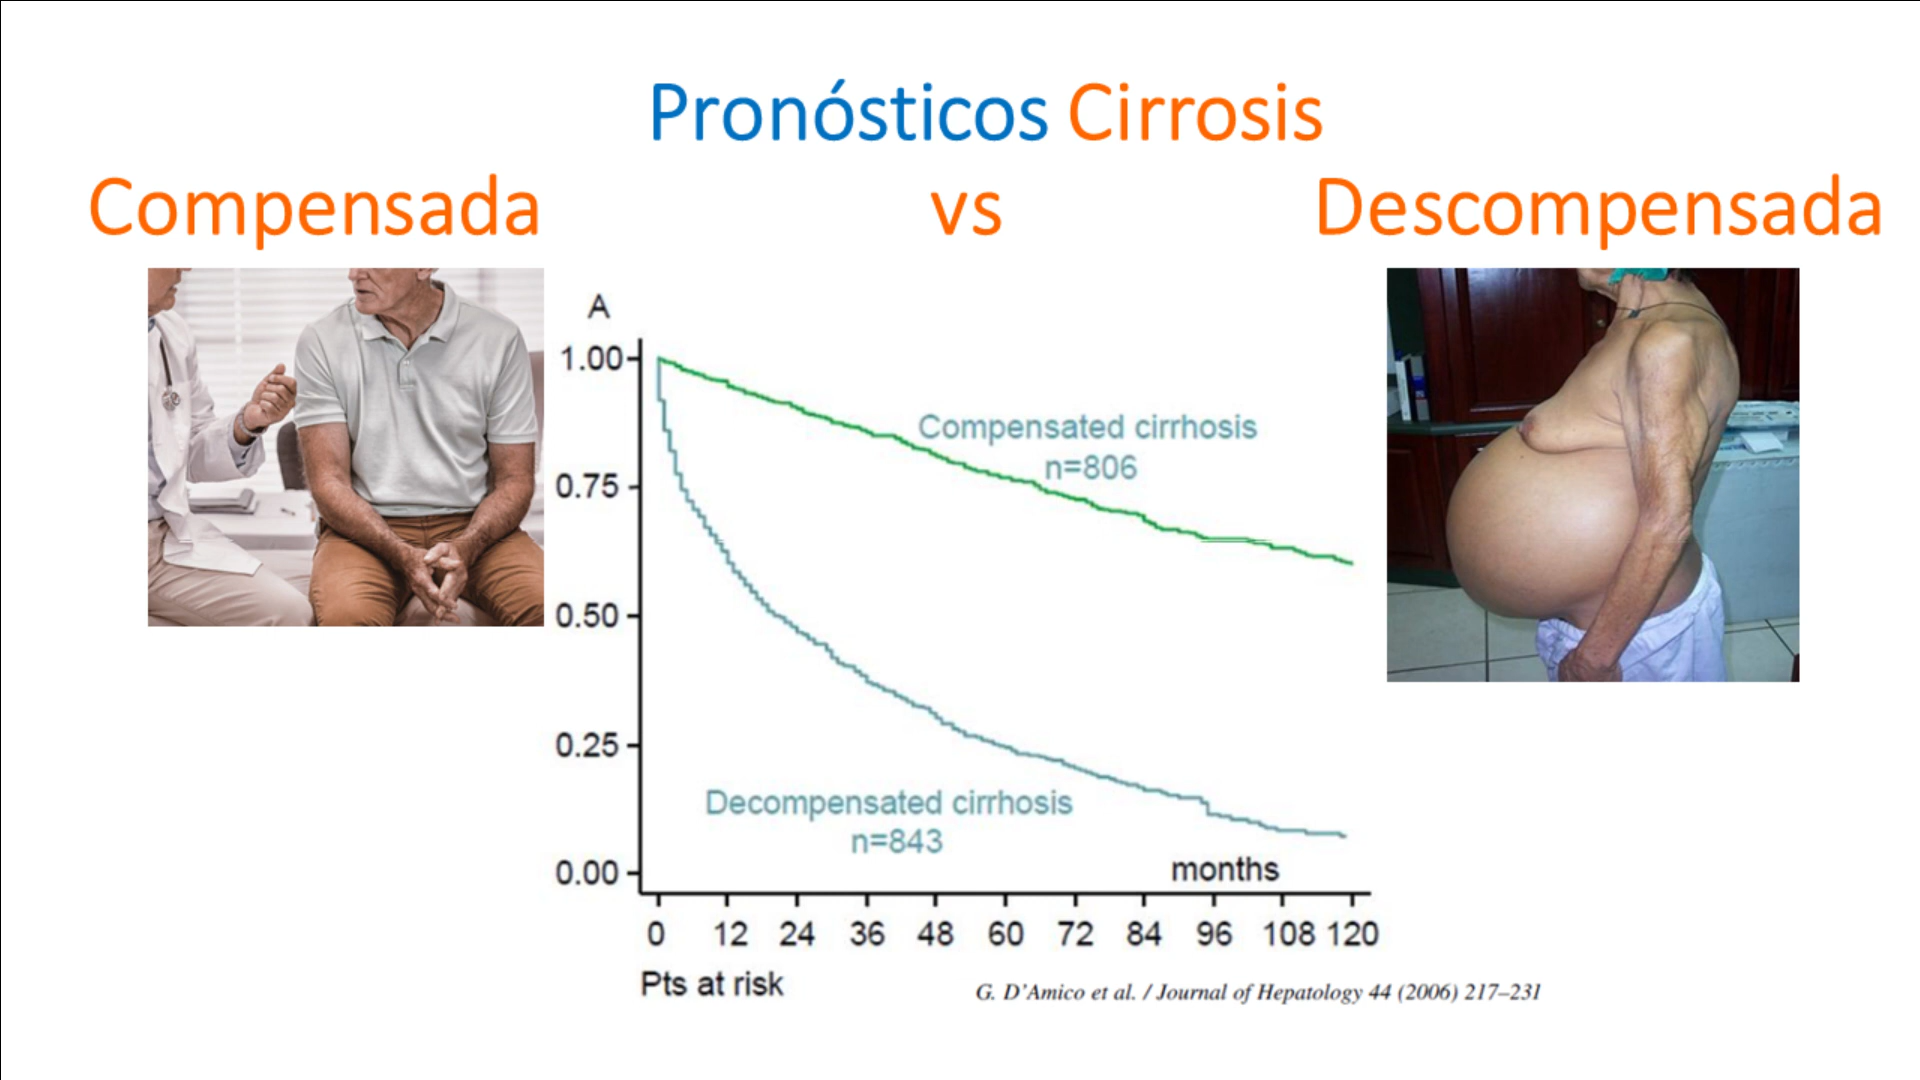 Pronósticos Cirrosis
Compensada vs Descompensada
A
1.00
Compensated cirrhosis
n=806
0.75
0.50
0.25
Decompensated cirrhosis
n=843
months
0.00
0 12 24 36 48 60 72 84 96 108 120
Pts at risk
G. D'Amico et al. / Journal of Hepatology 44 (2006) 217–231